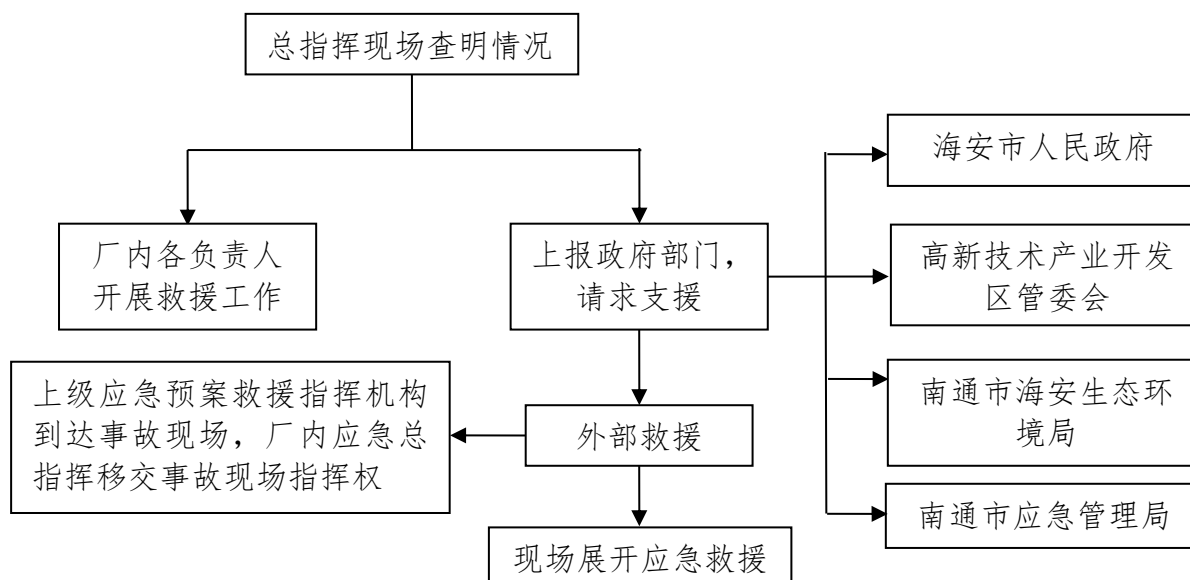 总指挥现场查明情况
海安市人民政府
厂内各负责人
开展救援工作
上报政府部门，
请求支援
高新技术产业开发
区管委会
上级应急预案救援指挥机构
到达事故现场，厂内应急总
指挥移交事故现场指挥权
外部救援
南通市海安生态环
境局
南通市应急管理局
现场展开应急救援